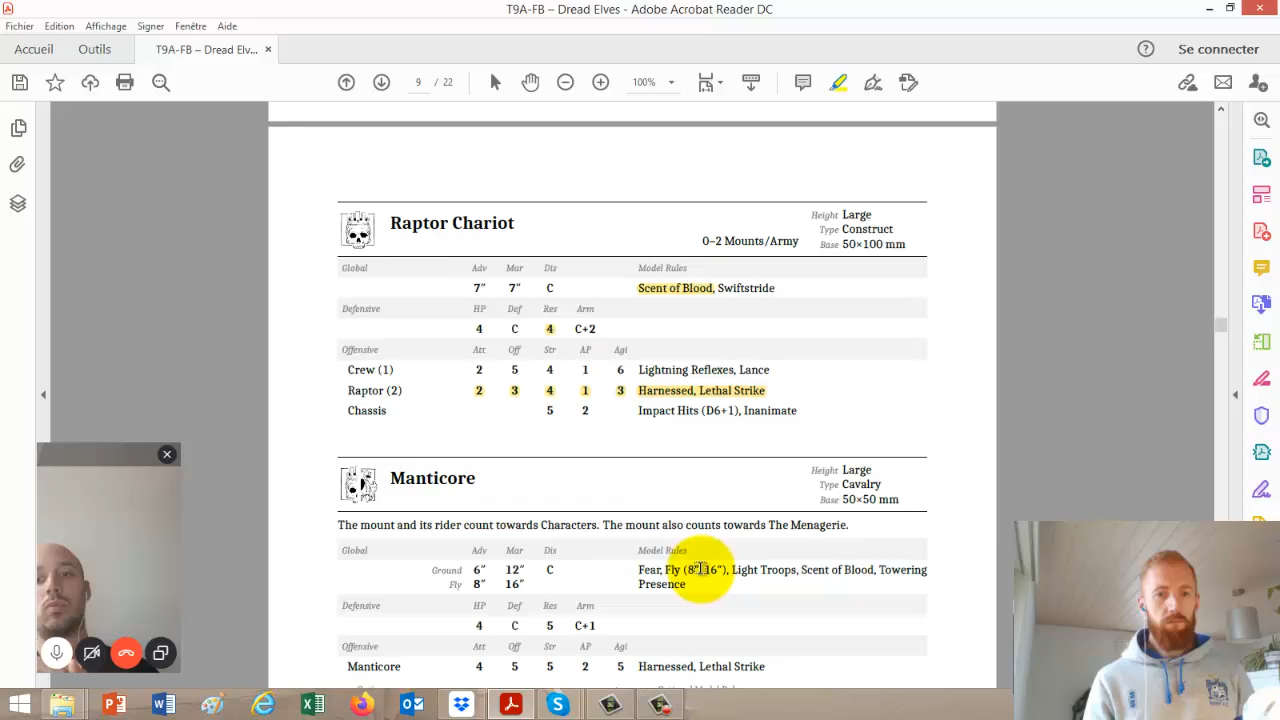 T9A-FB – Dread Elves - Adobe Acrobat Reader DC
Fichier Edition Affichage Signer Fenêtre Aide
Accueil Outils T9A-FB – Dread Elv... × Se connecter
9 / 22 100%
Raptor Chariot
0–2 Mounts/Army
Height Large
Type Construct
Base 50×100 mm
Global Adv Mar Dis Model Rules
7″ 7″ C Scent of Blood, Swiftstride
Defensive HP Def Res Arm
4 C 4 C+2
Offensive Att Off Str AP Agi
Crew (1) 2 5 4 1 6 Lightning Reflexes, Lance
Raptor (2) 2 3 4 1 3 Harnessed, Lethal Strike
Chassis 5 2 Impact Hits (D6+1), Inanimate
Manticore
Height Large
Type Cavalry
Base 50×50 mm
The mount and its rider count towards Characters. The mount also counts towards The Menagerie.
Global Adv Mar Dis Model Rules
Ground 6″ 12″ C Fear, Fly (8″, 16″), Light Troops, Scent of Blood, Towering
Fly 8″ 16″ Presence
Defensive HP Def Res Arm
4 C 5 C+1
Offensive Att Off Str AP Agi
Manticore 4 5 5 2 5 Harnessed, Lethal Strike